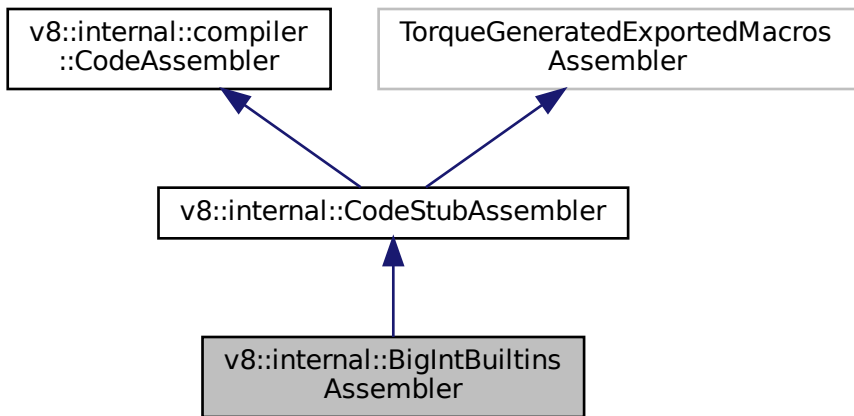 v8::internal::compiler
::CodeAssembler
TorqueGeneratedExportedMacros
Assembler
v8::internal::CodeStubAssembler
v8::internal::BigIntBuiltins
Assembler